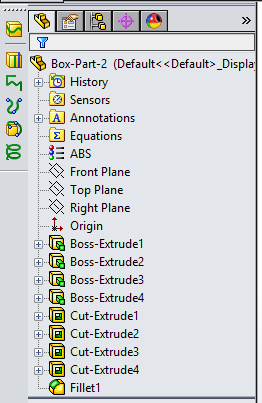 »
Box-Part-2 (Default<<Default>_Displa
History
Sensors
A Annotations
Σ Equations
ABS
Front Plane
Top Plane
Right Plane
Origin
Boss-Extrude1
Boss-Extrude2
Boss-Extrude3
Boss-Extrude4
Cut-Extrude1
Cut-Extrude2
Cut-Extrude3
Cut-Extrude4
Fillet1